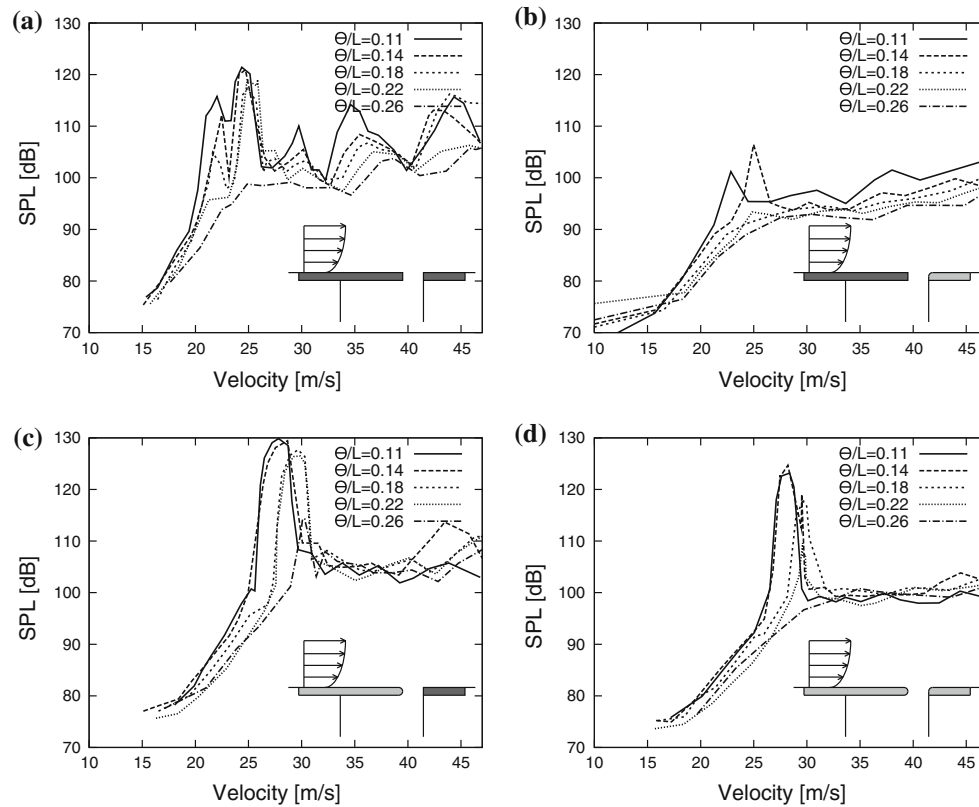 (a)
130
120
110
100
90
80
70
SPL [dB]
10 15 20 25 30 35 40 45
Velocity [m/s]
Θ/L=0.11
Θ/L=0.14
Θ/L=0.18
Θ/L=0.22
Θ/L=0.26
(b)
130
120
110
100
90
80
70
SPL [dB]
10 15 20 25 30 35 40 45
Velocity [m/s]
Θ/L=0.11
Θ/L=0.14
Θ/L=0.18
Θ/L=0.22
Θ/L=0.26
(c)
130
120
110
100
90
80
70
SPL [dB]
10 15 20 25 30 35 40 45
Velocity [m/s]
Θ/L=0.11
Θ/L=0.14
Θ/L=0.18
Θ/L=0.22
Θ/L=0.26
(d)
130
120
110
100
90
80
70
SPL [dB]
10 15 20 25 30 35 40 45
Velocity [m/s]
Θ/L=0.11
Θ/L=0.14
Θ/L=0.18
Θ/L=0.22
Θ/L=0.26